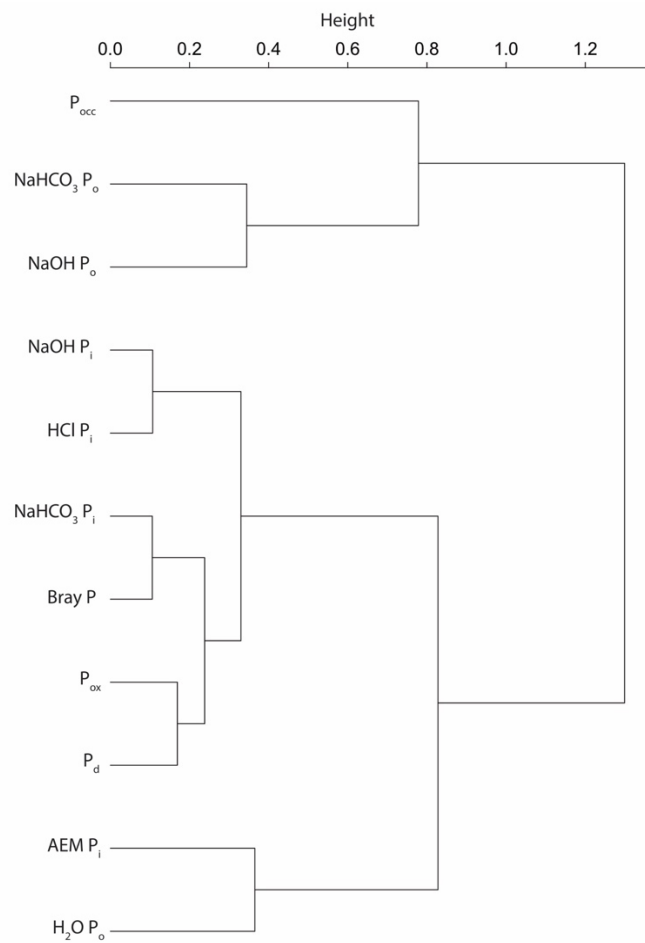 Height
0.0 0.2 0.4 0.6 0.8 1.0 1.2
Pocc
NaHCO3 Po
NaOH Po
NaOH Pi
HCl Pi
NaHCO3 Pi
Bray P
Pox
Pd
AEM Pi
H2O Po